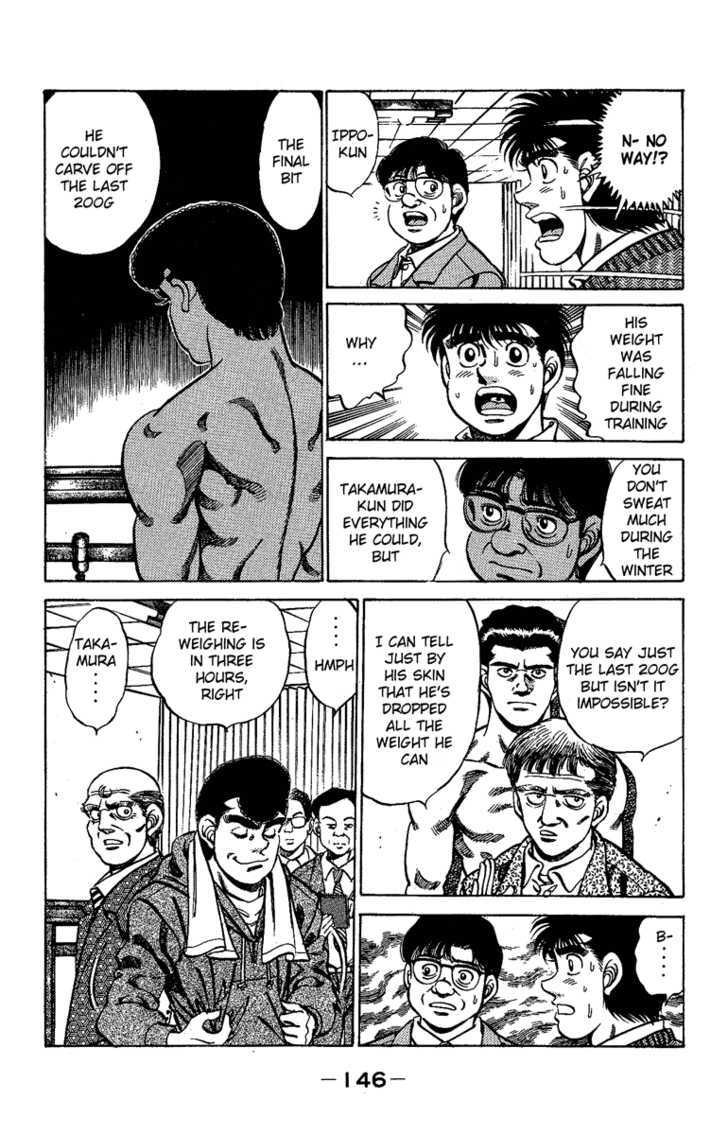 N- NO
WAY!?
IPPO-
KUN
THE
FINAL
BIT
HE
COULDN'T
CARVE OFF
THE LAST
200G
HIS
WEIGHT
WAS
FALLING
FINE
DURING
TRAINING
WHY
...
YOU
DON'T
SWEAT
MUCH
DURING
THE
WINTER
TAKAMURA-
KUN DID
EVERYTHING
HE COULD,
BUT
YOU SAY JUST
THE LAST 200G
BUT ISN'T IT
IMPOSSIBLE?
I CAN TELL
JUST BY
HIS SKIN
THAT HE'S
DROPPED
ALL THE
WEIGHT HE
CAN
...
HMPH
THE RE-
WEIGHING IS
IN THREE
HOURS,
RIGHT
TAKA-
MURA
...
B-
...
–146–